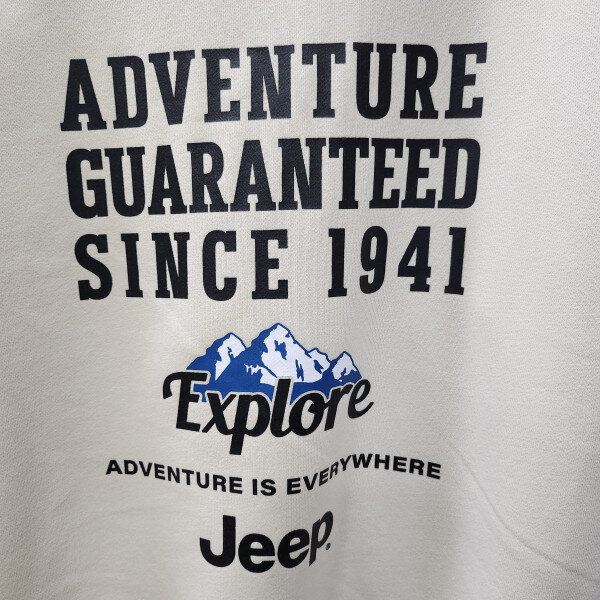 ADVENTURE
GUARANTEED
SINCE 1941
Explore
ADVENTURE IS EVERYWHERE
Jeep®